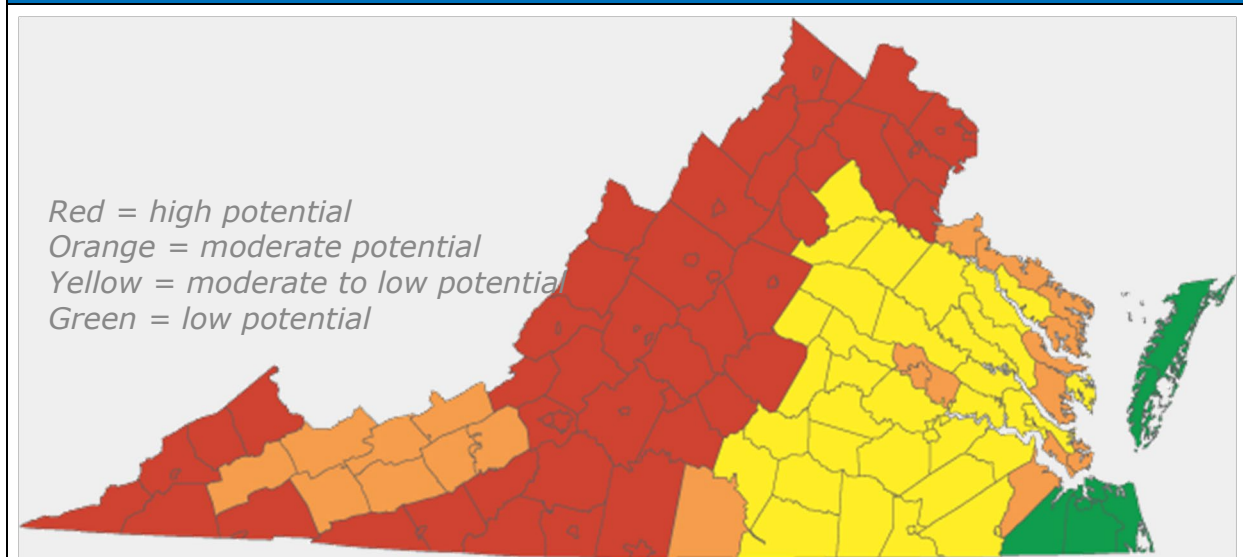 Red = high potential
Orange = moderate potential
Yellow = moderate to low potential
Green = low potential